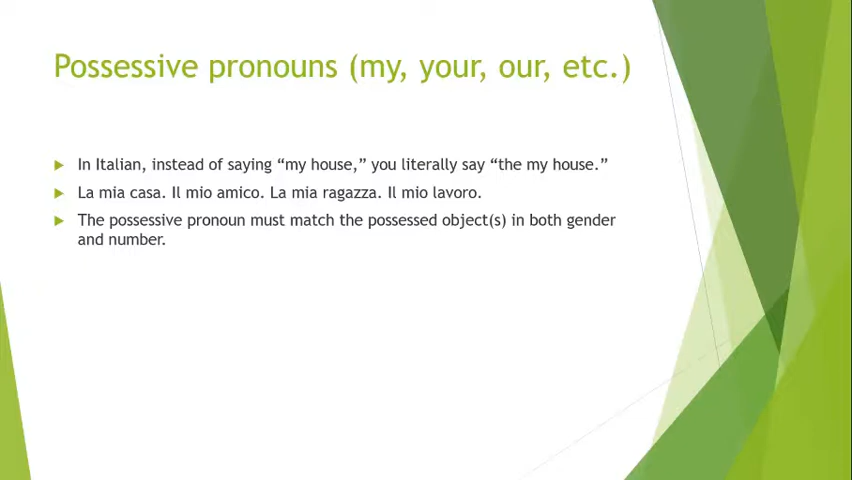 Possessive pronouns (my, your, our, etc.)
In Italian, instead of saying “my house,” you literally say “the my house.”
La mia casa. Il mio amico. La mia ragazza. Il mio lavoro.
The possessive pronoun must match the possessed object(s) in both gender
and number.